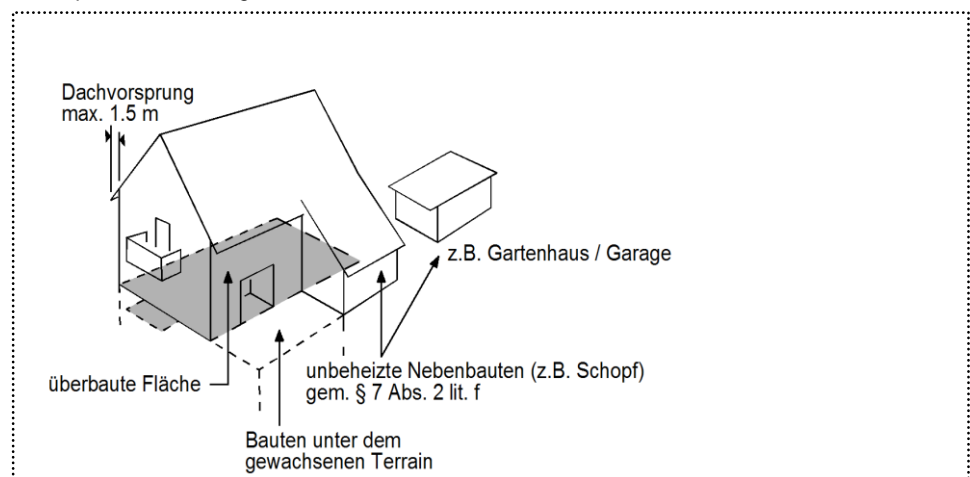 Dachvorsprung
max. 1.5 m
z.B. Gartenhaus / Garage
überbaute Fläche
unbeheizte Nebenbauten (z.B. Schopf)
gem. § 7 Abs. 2 lit. f
Bauten unter dem
gewachsenen Terrain